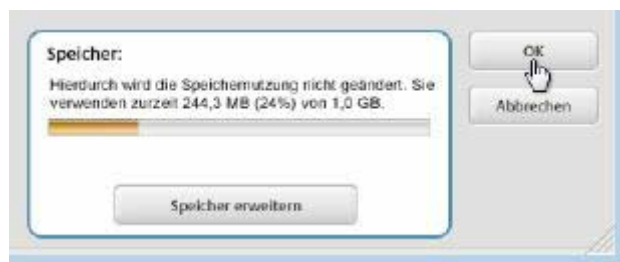 Speicher:
OK
Hierdurch wird die Speichernutzung nicht geändert. Sie
verwenden zurzeit 244,3 MB (24%) von 1,0 GB.
Abbrechen
Speicher erweitern